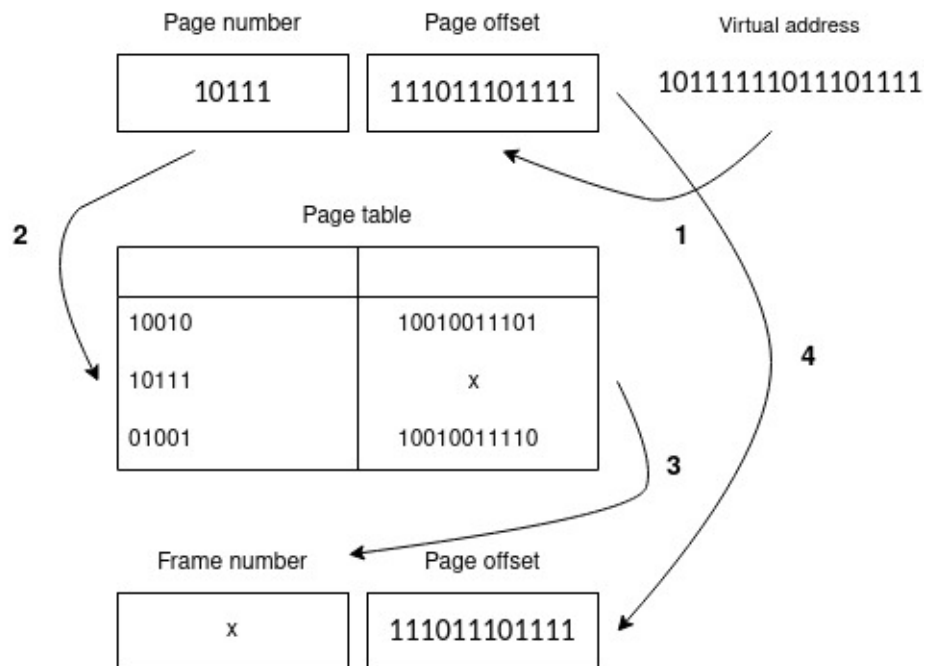 Page number
Page offset
Virtual address
10111
111011101111
10111111011101111
2
Page table
1
10010
10010011101
10111
x
4
01001
10010011110
3
Frame number
Page offset
x
111011101111